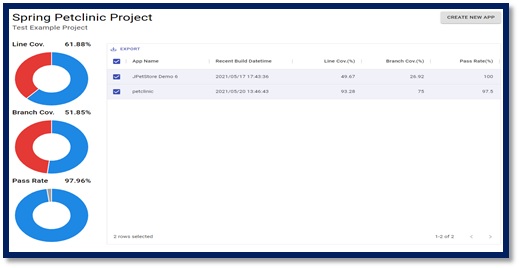 Spring Petclinic Project
Test Example Project
CREATE NEW APP
Line Cov. 61.88%
Branch Cov. 51.85%
Pass Rate 97.96%
EXPORT
App Name Recent Build Datetime Line Cov.(%) Branch Cov.(%) Pass Rate(%)
JPetStore Demo 6 2021/05/17 17:43:36 49.67 26.92 100
petclinic 2021/05/20 15:46:43 93.28 75 97.5
2 rows selected
1-2 of 2